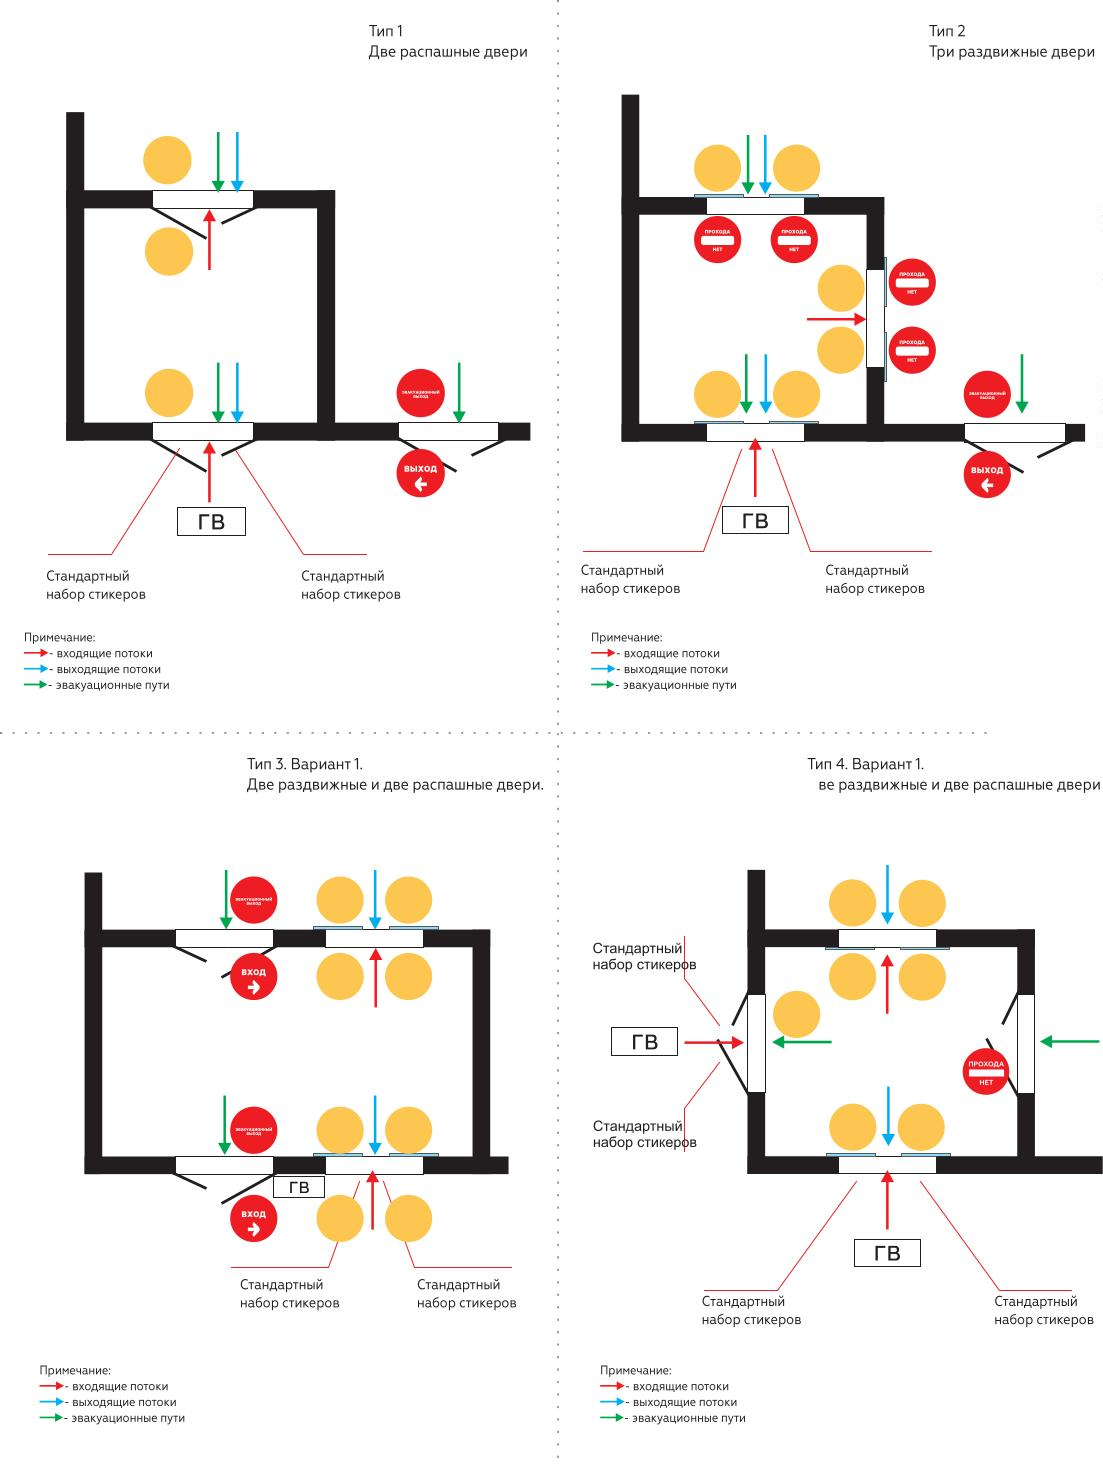 Тип 1
Две распашные двери
ЭВАКУАЦИОННЫЙ
ВЫХОД
ВЫХОД
ГВ
Стандартный
набор стикеров
Стандартный
набор стикеров
Примечание:
- входящие потоки
- выходящие потоки
- эвакуационные пути
Тип 2
Три раздвижные двери
ПРОХОДА
НЕТ
ПРОХОДА
НЕТ
ПРОХОДА
НЕТ
ПРОХОДА
НЕТ
ЭВАКУАЦИОННЫЙ
ВЫХОД
ВЫХОД
ГВ
Стандартный
набор стикеров
Стандартный
набор стикеров
Примечание:
- входящие потоки
- выходящие потоки
- эвакуационные пути
Тип 3. Вариант 1.
Две раздвижные и две распашные двери.
ЭВАКУАЦИОННЫЙ
ВЫХОД
ВХОД
ЭВАКУАЦИОННЫЙ
ВЫХОД
ГВ
ВХОД
Стандартный
набор стикеров
Стандартный
набор стикеров
Примечание:
- входящие потоки
- выходящие потоки
- эвакуационные пути
Тип 4. Вариант 1.
ве раздвижные и две распашные двери
Стандартный
набор стикеров
ГВ
ПРОХОДА
НЕТ
Стандартный
набор стикеров
ГВ
Стандартный
набор стикеров
Стандартный
набор стикеров
Примечание:
- входящие потоки
- выходящие потоки
- эвакуационные пути